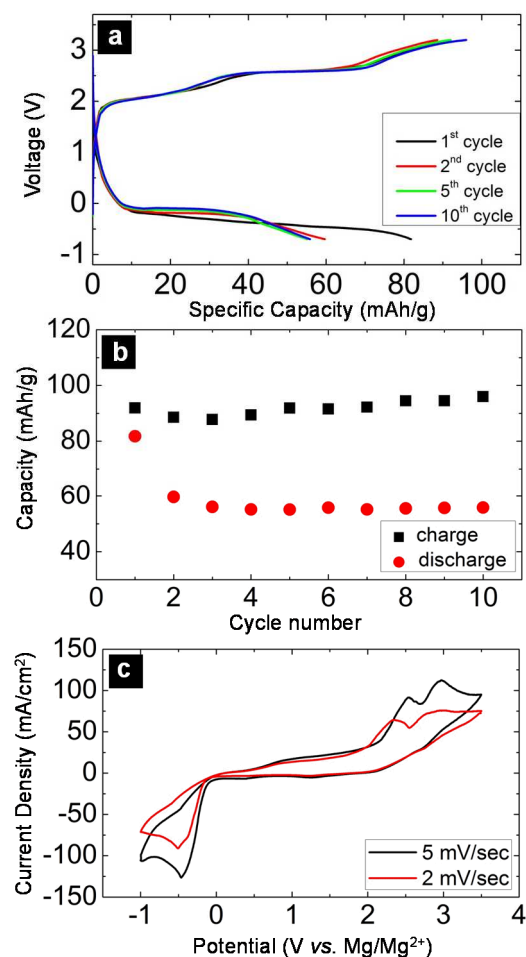 a
3
2
1
0
-1
Voltage (V)
1st cycle
2nd cycle
5th cycle
10th cycle
0 20 40 60 80 100
Specific Capacity (mAh/g)
b
120
100
80
60
40
Capacity (mAh/g)
charge
discharge
0 2 4 6 8 10
Cycle number
c
150
100
50
0
-50
-100
-150
Current Density (mA/cm²)
5 mV/sec
2 mV/sec
-1 0 1 2 3 4
Potential (V vs. Mg/Mg²⁺)